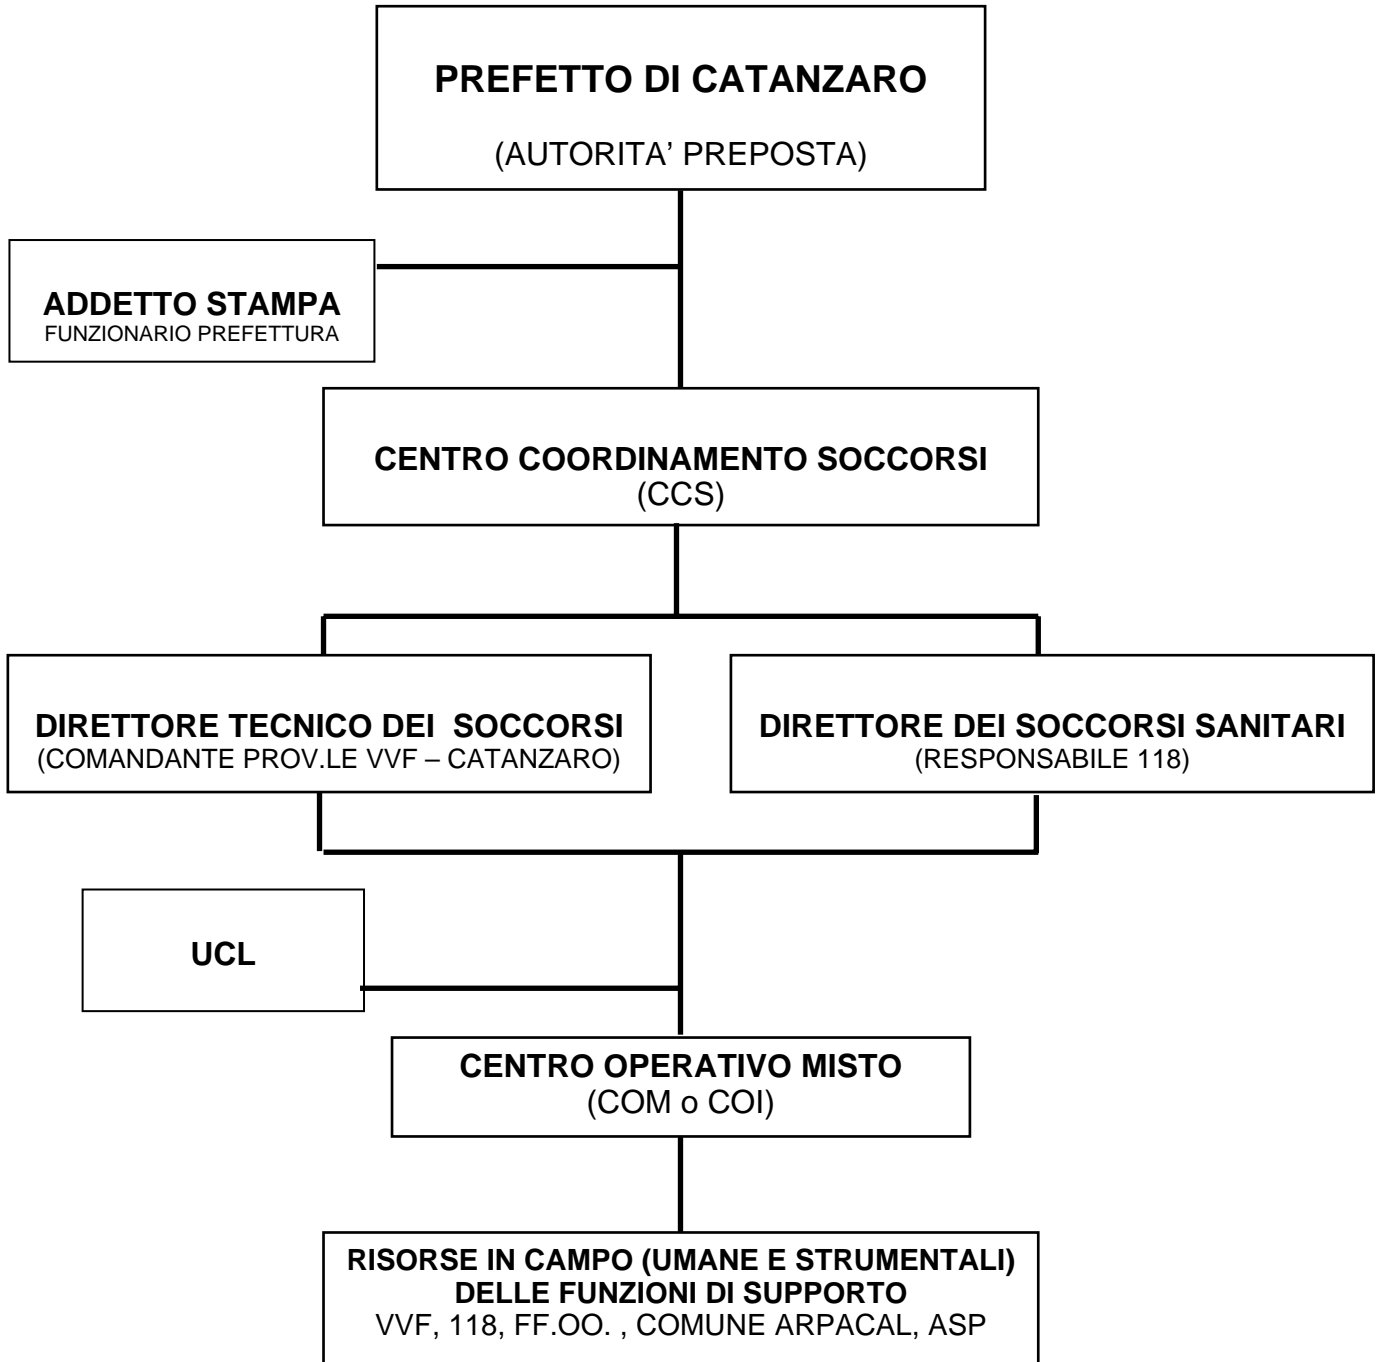 PREFETTO DI CATANZARO
(AUTORITA’ PREPOSTA)
ADDETTO STAMPA
FUNZIONARIO PREFETTURA
CENTRO COORDINAMENTO SOCCORSI
(CCS)
DIRETTORE TECNICO DEI  SOCCORSI
(COMANDANTE PROV.LE VVF – CATANZARO)
DIRETTORE DEI SOCCORSI SANITARI
(RESPONSABILE 118)
UCL
CENTRO OPERATIVO MISTO
(COM o COI)
RISORSE IN CAMPO (UMANE E STRUMENTALI)
DELLE FUNZIONI DI SUPPORTO
VVF, 118, FF.OO. , COMUNE ARPACAL, ASP